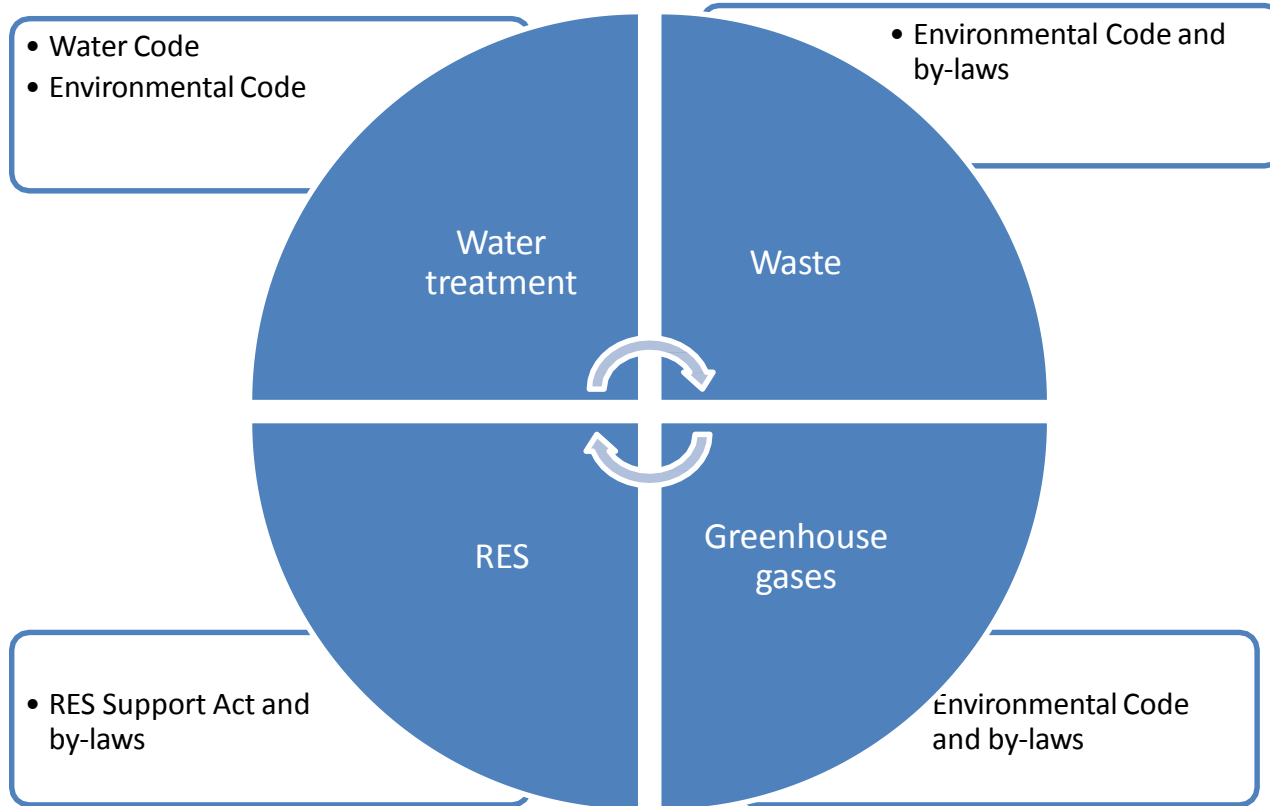 • Water Code
• Environmental Code
• Environmental Code and
by-laws
Water
treatment
Waste
RES
Greenhouse
gases
• RES Support Act and
by-laws
Environmental Code
and by-laws